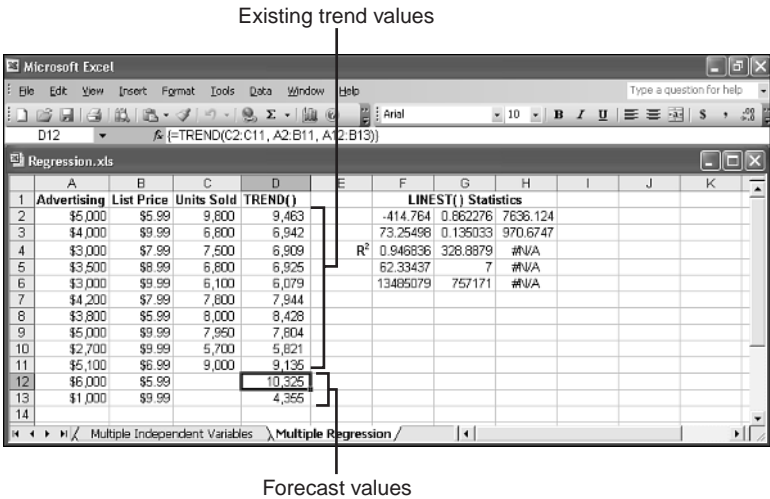 Existing trend values
Microsoft Excel
File Edit View Insert Format Tools Data Window Help Type a question for help
Arial 10 B I U $ ,
D12 fx {=TREND(C2:C11, A2:B11, A12:B13)}
Regression.xls
A B C D E F G H I J K
1 Advertising List Price Units Sold TREND() LINEST() Statistics
2 $5,000 $5.99 9,800 9,463 -414.764 0.862276 7636.124
3 $4,000 $9.99 6,800 6,942 73.25498 0.135033 970.6747
4 $3,000 $7.99 7,500 6,909 R² 0.946836 328.8879 #N/A
5 $3,500 $8.99 6,800 6,925 62.33437 7 #N/A
6 $3,000 $9.99 6,100 6,079 13485079 757171 #N/A
7 $4,200 $7.99 7,800 7,944
8 $3,800 $5.99 8,000 8,428
9 $5,000 $9.99 7,950 7,804
10 $2,700 $9.99 5,700 5,821
11 $5,100 $6.99 9,000 9,135
12 $6,000 $5.99 10,325
13 $1,000 $9.99 4,355
14
Multiple Independent Variables Multiple Regression
Forecast values